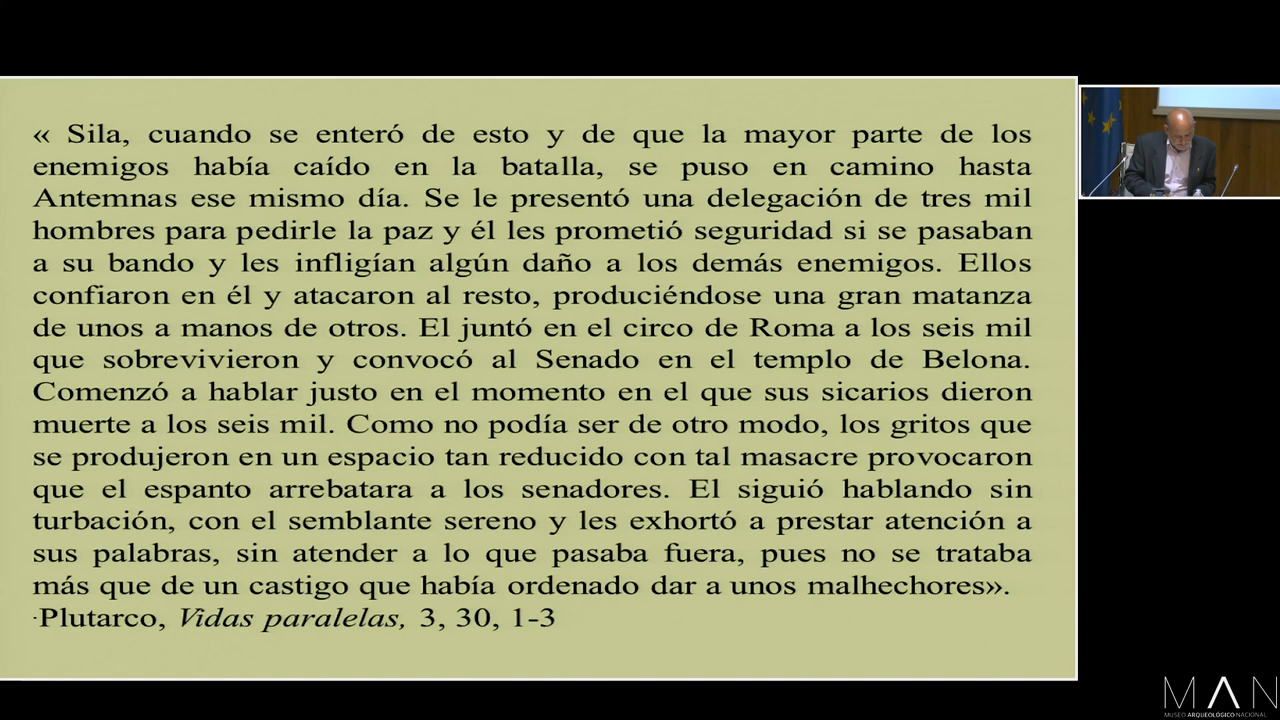 « Sila, cuando se enteró de esto y de que la mayor parte de los
enemigos había caído en la batalla, se puso en camino hasta
Antemnas ese mismo día. Se le presentó una delegación de tres mil
hombres para pedirle la paz y él les prometió seguridad si se pasaban
a su bando y les infligían algún daño a los demás enemigos. Ellos
confiaron en él y atacaron al resto, produciéndose una gran matanza
de unos a manos de otros. El juntó en el circo de Roma a los seis mil
que sobrevivieron y convocó al Senado en el templo de Belona.
Comenzó a hablar justo en el momento en el que sus sicarios dieron
muerte a los seis mil. Como no podía ser de otro modo, los gritos que
se produjeron en un espacio tan reducido con tal masacre provocaron
que el espanto arrebatara a los senadores. El siguió hablando sin
turbación, con el semblante sereno y les exhortó a prestar atención a
sus palabras, sin atender a lo que pasaba fuera, pues no se trataba
más que de un castigo que había ordenado dar a unos malhechores».
·Plutarco, Vidas paralelas, 3, 30, 1-3
MAN
MUSEO ARQUEOLÓGICO NACIONAL